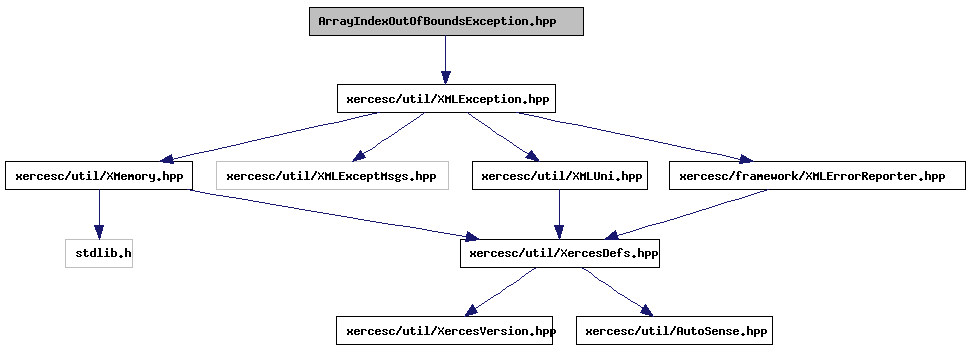 ArrayIndexOutOfBoundsException.hpp
xercesc/util/XMLException.hpp
xercesc/util/XMemory.hpp
xercesc/util/XMLExceptMsgs.hpp
xercesc/util/XMLUni.hpp
xercesc/framework/XMLErrorReporter.hpp
stdlib.h
xercesc/util/XercesDefs.hpp
xercesc/util/XercesVersion.hpp
xercesc/util/AutoSense.hpp